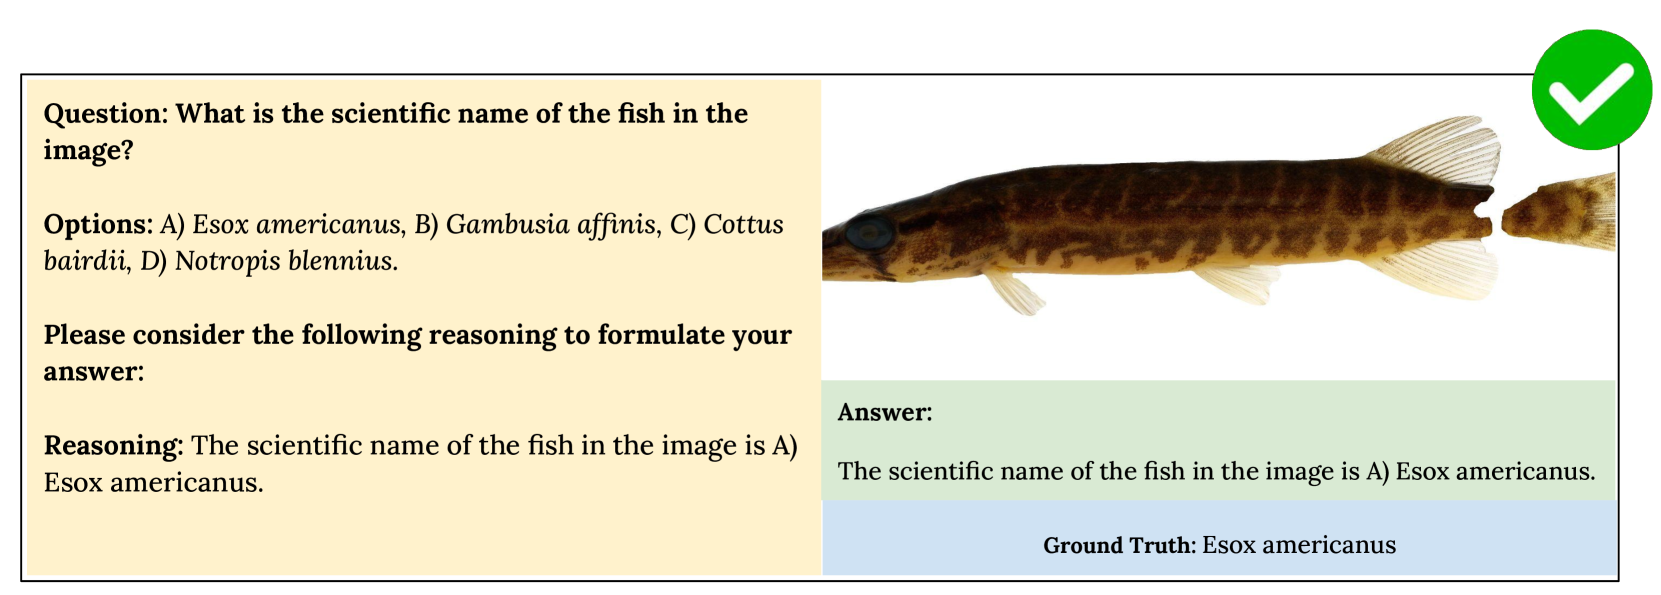 Question: What is the scientific name of the fish in the
image?
Options: A) Esox americanus, B) Gambusia affinis, C) Cottus
bairdii, D) Notropis blennius.
Please consider the following reasoning to formulate your
answer:
Reasoning: The scientific name of the fish in the image is A)
Esox americanus.
Answer:
The scientific name of the fish in the image is A) Esox americanus.
Ground Truth: Esox americanus